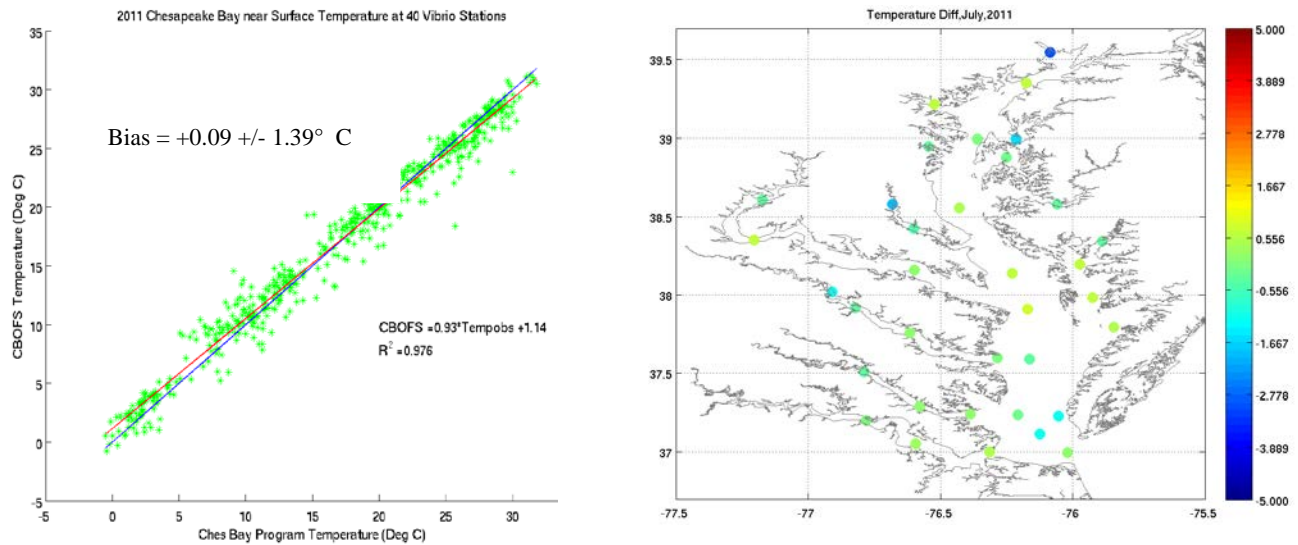 2011 Chesapeake Bay near Surface Temperature at 40 Vibrio Stations
35
30
25
20
15
10
5
0
-5
CBOFS Temperature (Deg C)
Bias = +0.09 +/- 1.39° C
CBOFS =0.93*Tempobs +1.14
R2 =0.976
-5 0 5 10 15 20 25 30
Ches Bay Program Temperature (Deg C)
Temperature Diff,July,2011
39.5
39
38.5
38
37.5
37
-77.5 -77 -76.5 -76 -75.5
5.000
3.889
2.778
1.667
0.556
-0.556
-1.667
-2.778
-3.889
-5.000